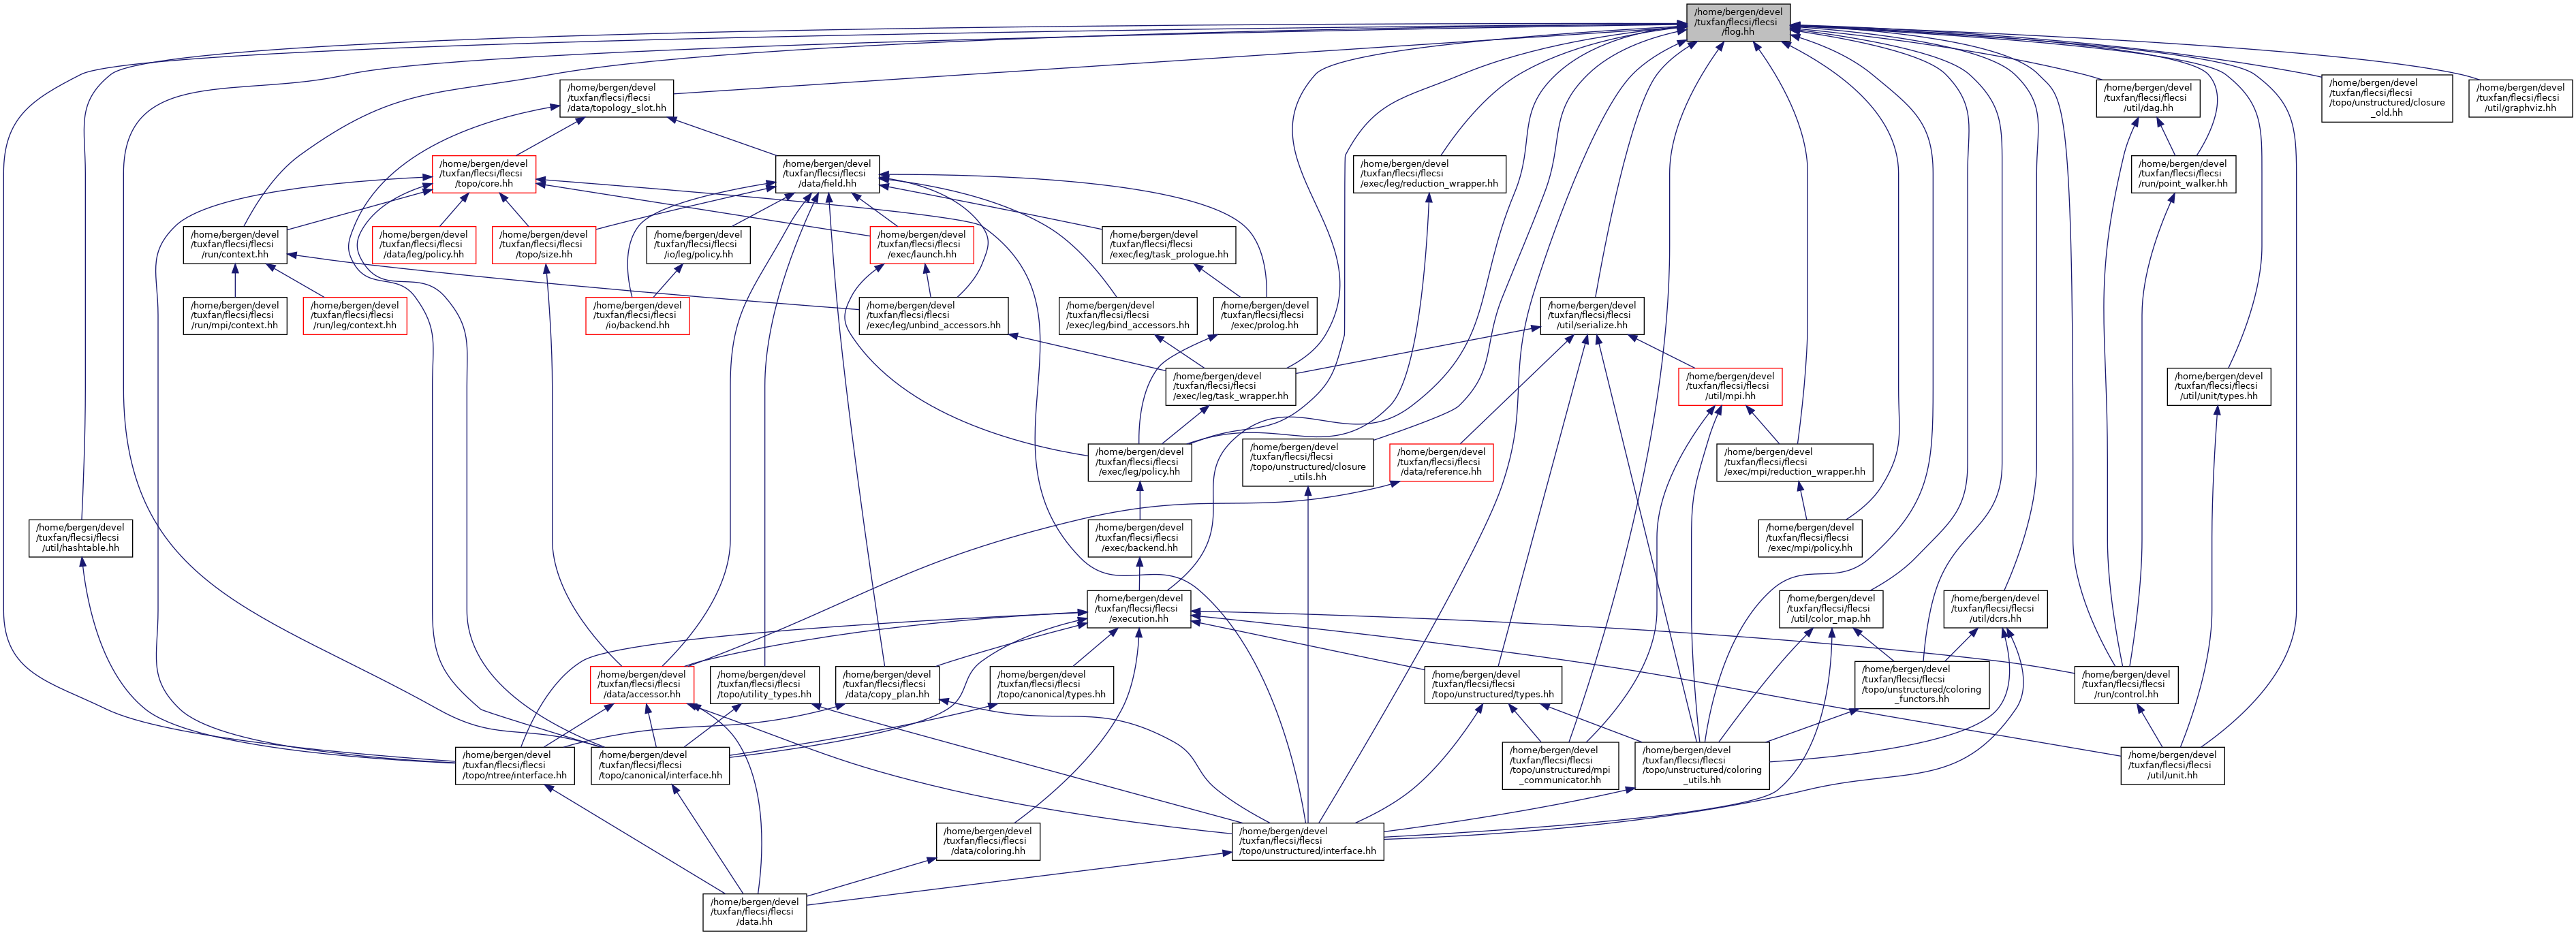 /home/bergen/devel
/tuxfan/flecsi/flecsi
/flog.hh
/home/bergen/devel
/tuxfan/flecsi/flecsi
/data/topology_slot.hh
/home/bergen/devel
/tuxfan/flecsi/flecsi
/util/dag.hh
/home/bergen/devel
/tuxfan/flecsi/flecsi
/topo/unstructured/closure
_old.hh
/home/bergen/devel
/tuxfan/flecsi/flecsi
/util/graphviz.hh
/home/bergen/devel
/tuxfan/flecsi/flecsi
/topo/core.hh
/home/bergen/devel
/tuxfan/flecsi/flecsi
/data/field.hh
/home/bergen/devel
/tuxfan/flecsi/flecsi
/exec/leg/reduction_wrapper.hh
/home/bergen/devel
/tuxfan/flecsi/flecsi
/run/point_walker.hh
/home/bergen/devel
/tuxfan/flecsi/flecsi
/run/context.hh
/home/bergen/devel
/tuxfan/flecsi/flecsi
/data/leg/policy.hh
/home/bergen/devel
/tuxfan/flecsi/flecsi
/topo/size.hh
/home/bergen/devel
/tuxfan/flecsi/flecsi
/io/leg/policy.hh
/home/bergen/devel
/tuxfan/flecsi/flecsi
/exec/launch.hh
/home/bergen/devel
/tuxfan/flecsi/flecsi
/exec/leg/task_prologue.hh
/home/bergen/devel
/tuxfan/flecsi/flecsi
/run/mpi/context.hh
/home/bergen/devel
/tuxfan/flecsi/flecsi
/run/leg/context.hh
/home/bergen/devel
/tuxfan/flecsi/flecsi
/io/backend.hh
/home/bergen/devel
/tuxfan/flecsi/flecsi
/exec/leg/unbind_accessors.hh
/home/bergen/devel
/tuxfan/flecsi/flecsi
/exec/leg/bind_accessors.hh
/home/bergen/devel
/tuxfan/flecsi/flecsi
/exec/prolog.hh
/home/bergen/devel
/tuxfan/flecsi/flecsi
/util/serialize.hh
/home/bergen/devel
/tuxfan/flecsi/flecsi
/exec/leg/task_wrapper.hh
/home/bergen/devel
/tuxfan/flecsi/flecsi
/util/mpi.hh
/home/bergen/devel
/tuxfan/flecsi/flecsi
/util/unit/types.hh
/home/bergen/devel
/tuxfan/flecsi/flecsi
/exec/leg/policy.hh
/home/bergen/devel
/tuxfan/flecsi/flecsi
/topo/unstructured/closure
_utils.hh
/home/bergen/devel
/tuxfan/flecsi/flecsi
/data/reference.hh
/home/bergen/devel
/tuxfan/flecsi/flecsi
/exec/mpi/reduction_wrapper.hh
/home/bergen/devel
/tuxfan/flecsi/flecsi
/util/hashtable.hh
/home/bergen/devel
/tuxfan/flecsi/flecsi
/exec/backend.hh
/home/bergen/devel
/tuxfan/flecsi/flecsi
/exec/mpi/policy.hh
/home/bergen/devel
/tuxfan/flecsi/flecsi
/execution.hh
/home/bergen/devel
/tuxfan/flecsi/flecsi
/util/color_map.hh
/home/bergen/devel
/tuxfan/flecsi/flecsi
/util/dcrs.hh
/home/bergen/devel
/tuxfan/flecsi/flecsi
/data/accessor.hh
/home/bergen/devel
/tuxfan/flecsi/flecsi
/topo/utility_types.hh
/home/bergen/devel
/tuxfan/flecsi/flecsi
/data/copy_plan.hh
/home/bergen/devel
/tuxfan/flecsi/flecsi
/topo/canonical/types.hh
/home/bergen/devel
/tuxfan/flecsi/flecsi
/topo/unstructured/types.hh
/home/bergen/devel
/tuxfan/flecsi/flecsi
/topo/unstructured/coloring
_functors.hh
/home/bergen/devel
/tuxfan/flecsi/flecsi
/run/control.hh
/home/bergen/devel
/tuxfan/flecsi/flecsi
/topo/ntree/interface.hh
/home/bergen/devel
/tuxfan/flecsi/flecsi
/topo/canonical/interface.hh
/home/bergen/devel
/tuxfan/flecsi/flecsi
/topo/unstructured/mpi
_communicator.hh
/home/bergen/devel
/tuxfan/flecsi/flecsi
/topo/unstructured/coloring
_utils.hh
/home/bergen/devel
/tuxfan/flecsi/flecsi
/util/unit.hh
/home/bergen/devel
/tuxfan/flecsi/flecsi
/data/coloring.hh
/home/bergen/devel
/tuxfan/flecsi/flecsi
/topo/unstructured/interface.hh
/home/bergen/devel
/tuxfan/flecsi/flecsi
/data.hh